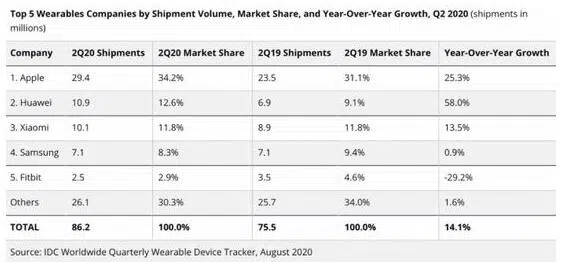 Top 5 Wearables Companies by Shipment Volume, Market Share, and Year-Over-Year Growth, Q2 2020 (shipments in
millions)
Company 2Q20 Shipments 2Q20 Market Share 2Q19 Shipments 2Q19 Market Share Year-Over-Year Growth
1. Apple 29.4 34.2% 23.5 31.1% 25.3%
2. Huawei 10.9 12.6% 6.9 9.1% 58.0%
3. Xiaomi 10.1 11.8% 8.9 11.8% 13.5%
4. Samsung 7.1 8.3% 7.1 9.4% 0.9%
5. Fitbit 2.5 2.9% 3.5 4.6% -29.2%
Others 26.1 30.3% 25.7 34.0% 1.6%
TOTAL 86.2 100.0% 75.5 100.0% 14.1%
Source: IDC Worldwide Quarterly Wearable Device Tracker, August 2020